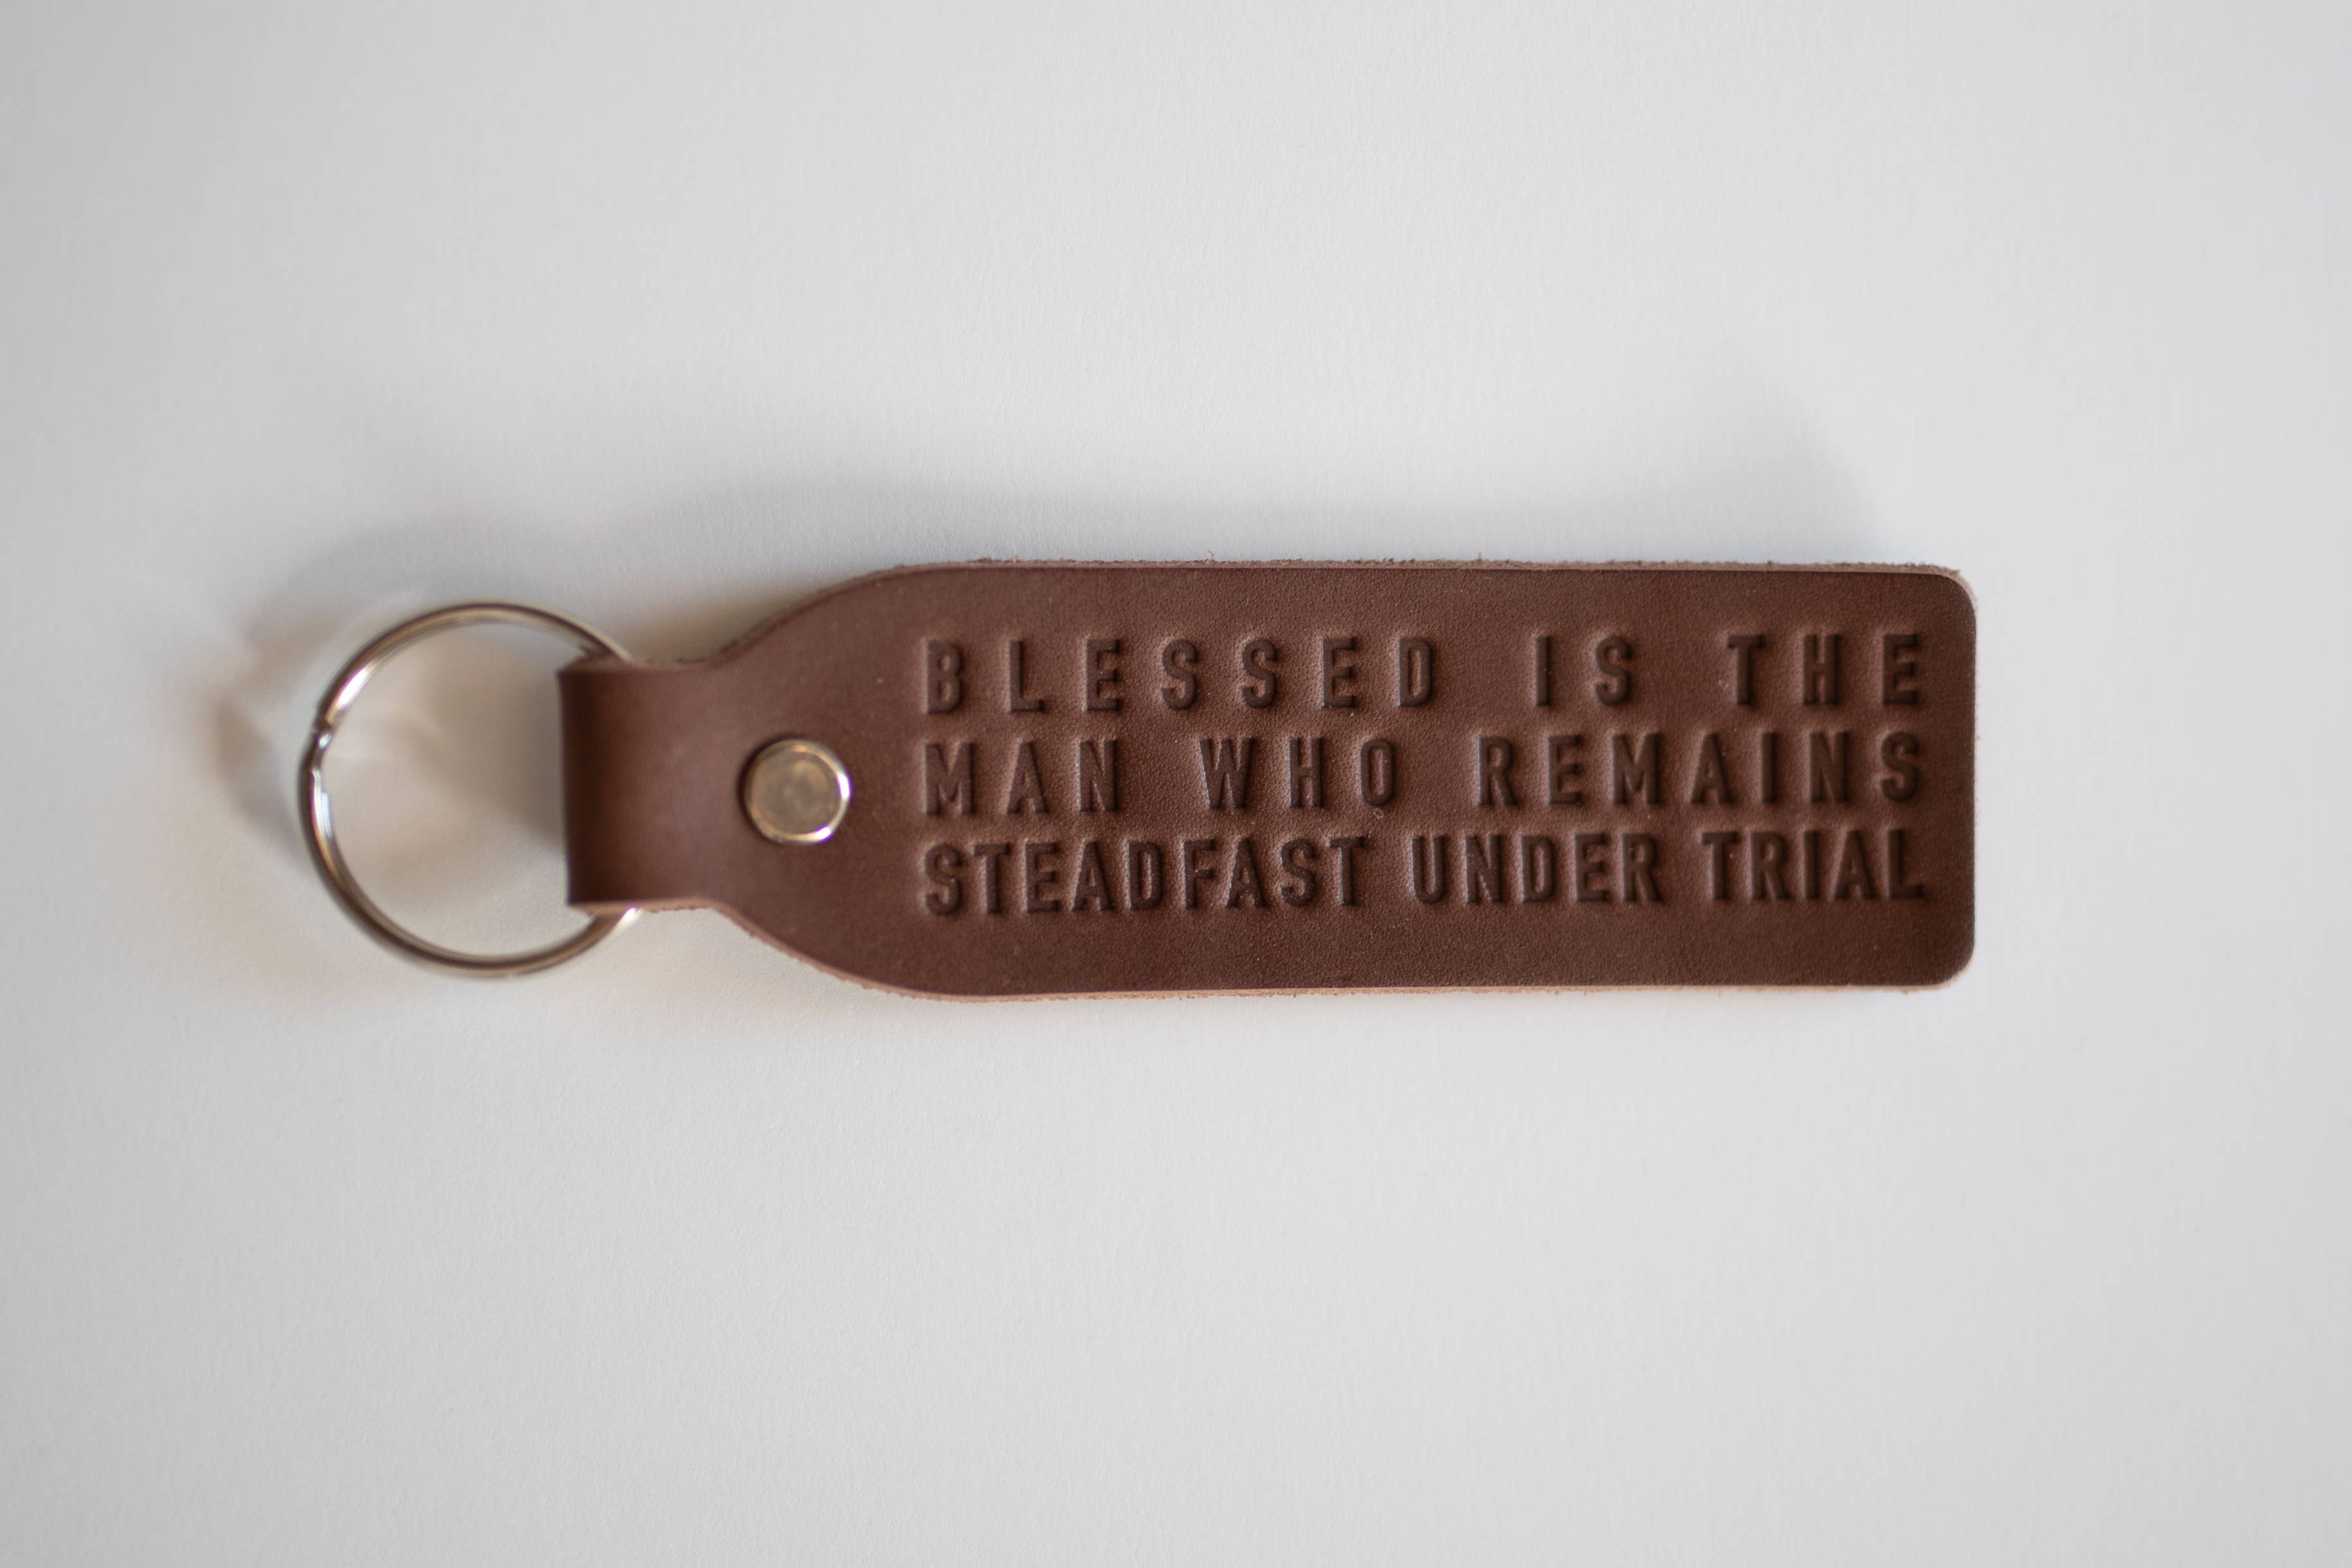 BLESSED IS THE
MAN WHO REMAINS
STEADFAST UNDER TRIAL